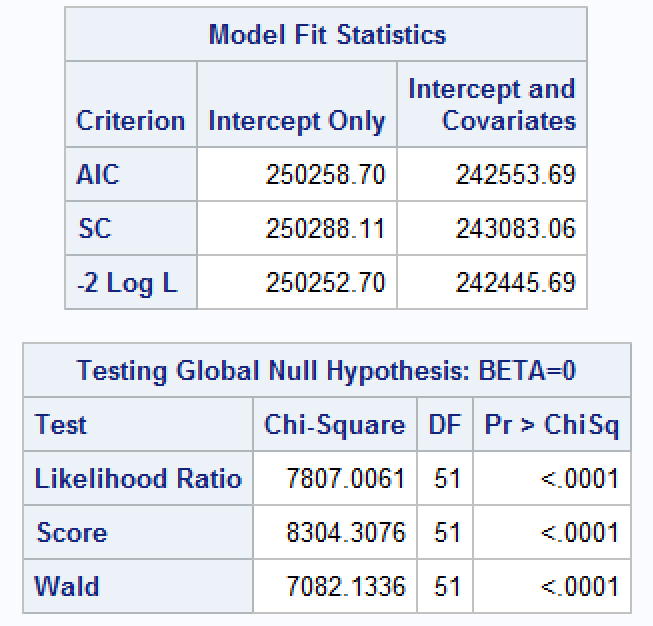 Model Fit Statistics
Criterion Intercept Only Intercept and
Covariates
AIC 250258.70 242553.69
SC 250288.11 243083.06
-2 Log L 250252.70 242445.69
Testing Global Null Hypothesis: BETA=0
Test Chi-Square DF Pr > ChiSq
Likelihood Ratio 7807.0061 51 <.0001
Score 8304.3076 51 <.0001
Wald 7082.1336 51 <.0001